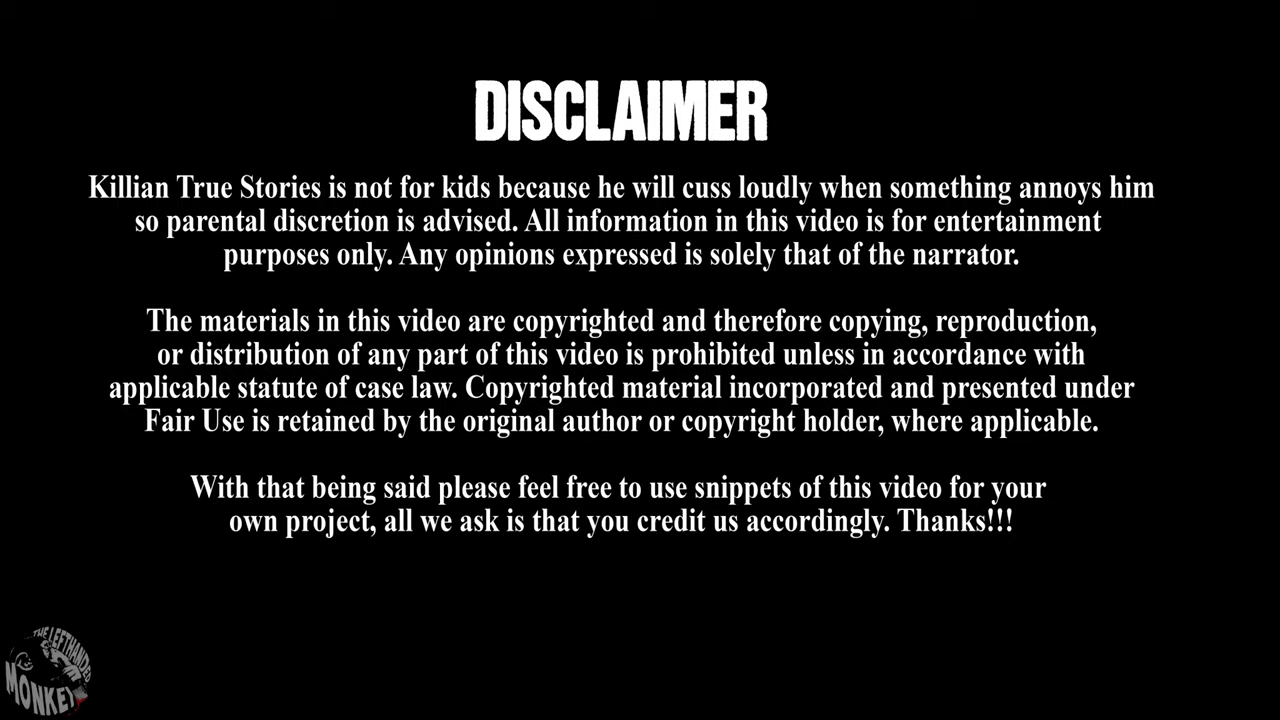 DISCLAIMER
Killian True Stories is not for kids because he will cuss loudly when something annoys him
so parental discretion is advised. All information in this video is for entertainment
purposes only. Any opinions expressed is solely that of the narrator.
The materials in this video are copyrighted and therefore copying, reproduction,
or distribution of any part of this video is prohibited unless in accordance with
applicable statute of case law. Copyrighted material incorporated and presented under
Fair Use is retained by the original author or copyright holder, where applicable.
With that being said please feel free to use snippets of this video for your
own project, all we ask is that you credit us accordingly. Thanks!!!
THE LEFTHANDED
MONKEY